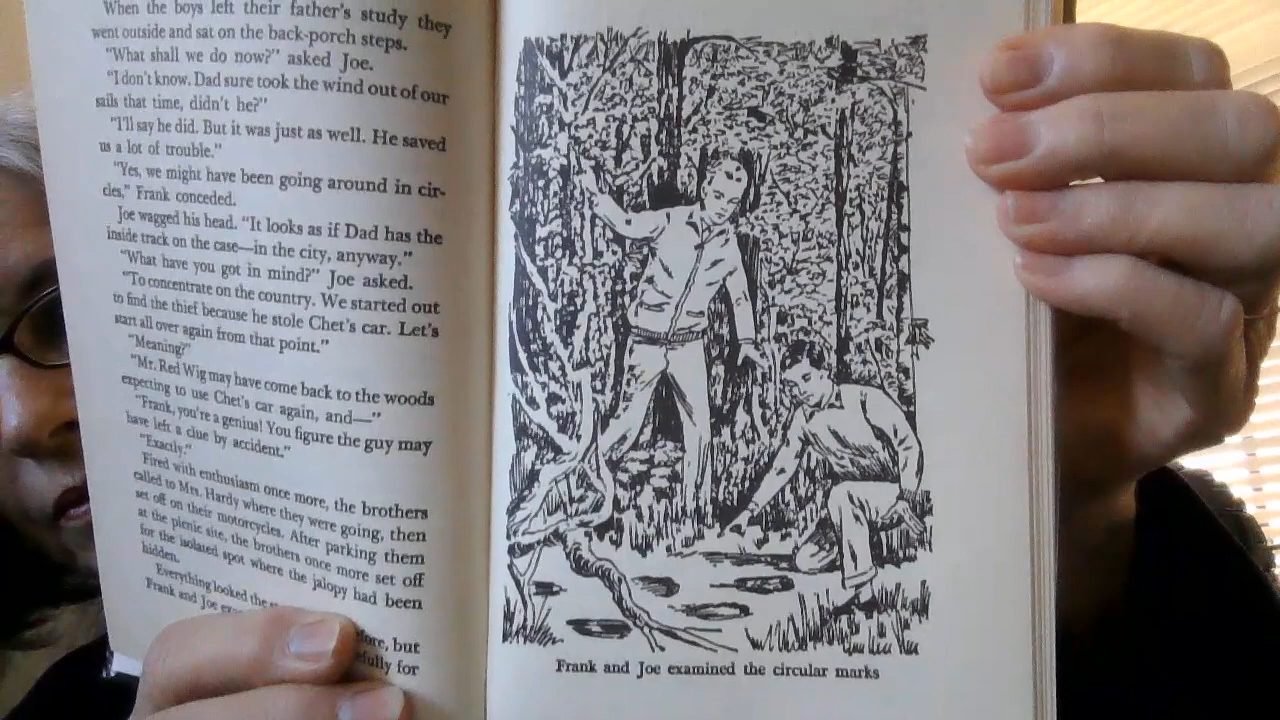 When the boys left their father's study they
went outside and sat on the back-porch steps.
"What shall we do now?" asked Joe.
"I don't know. Dad sure took the wind out of our
sails that time, didn't he?"
"I'll say he did. But it was just as well. He saved
us a lot of trouble."
"Yes, we might have been going around in cir-
cles," Frank conceded.
Joe wagged his head. "It looks as if Dad has the
inside track on the case—in the city, anyway."
"What have you got in mind?" Joe asked.
"To concentrate on the country. We started out
to find the thief because he stole Chet's car. Let's
start all over again from that point."
"Meaning?"
"Mr. Red Wig may have come back to the woods
expecting to use Chet's car again, and—"
"Frank, you're a genius! You figure the guy may
have left a clue by accident."
"Exactly."
Fired with enthusiasm once more, the brothers
called to Mrs. Hardy where they were going, then
set off on their motorcycles. After parking them
at the picnic site, the brothers once more set off
for the isolated spot where the jalopy had been
hidden.
Everything looked the but
Frank and Joe for
Frank and Joe examined the circular marks